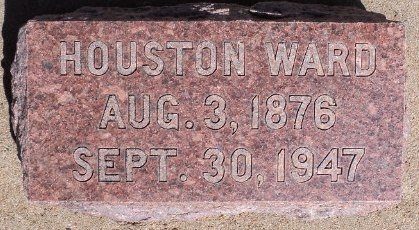 HOUSTON WARD
AUG. 3, 1876
SEPT. 30, 1947